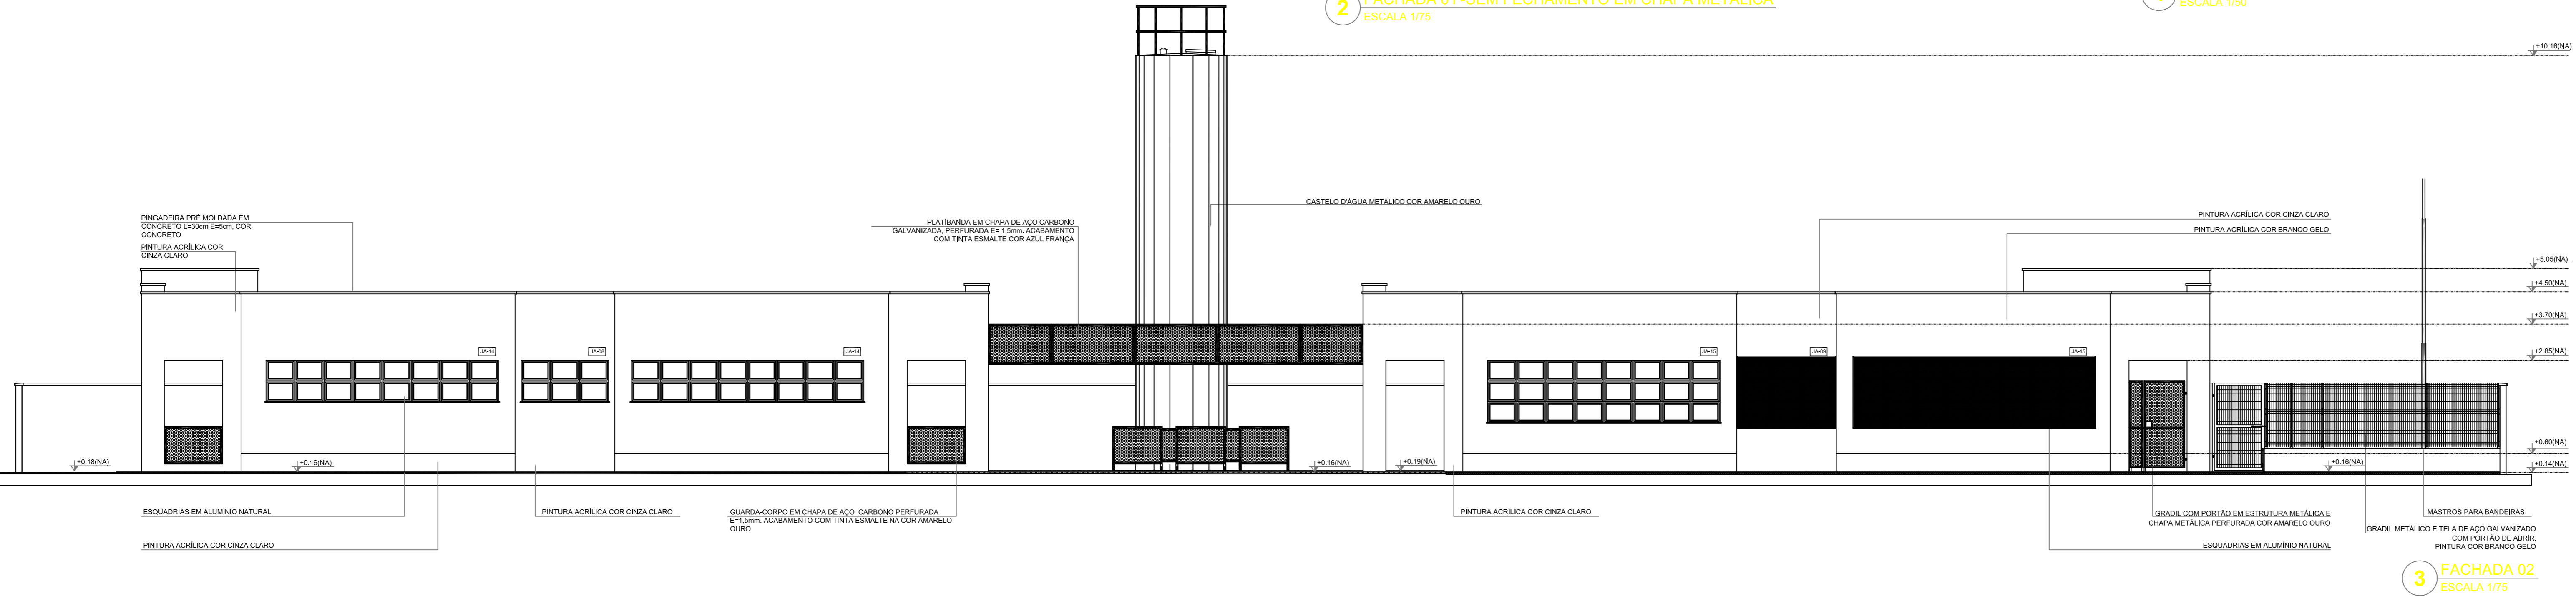 2
FACHADA 01 -SEM FECHAMENTO EM CHAPA METÁLICA
ESCALA 1/75
ESCALA 1/50
+10.16(NA)
CASTELO D'ÁGUA METÁLICO COR AMARELO OURO
PINGADEIRA PRÉ MOLDADA EM
CONCRETO L=30cm E=5cm, COR
CONCRETO
PINTURA ACRÍLICA COR
CINZA CLARO
PLATIBANDA EM CHAPA DE AÇO CARBONO
GALVANIZADA, PERFURADA E= 1,5mm. ACABAMENTO
COM TINTA ESMALTE COR AZUL FRANÇA
PINTURA ACRÍLICA COR CINZA CLARO
PINTURA ACRÍLICA COR BRANCO GELO
+5.05(NA)
+4.50(NA)
+3.70(NA)
+2.85(NA)
JA-14
JA-08
JA-14
JA-15
JA-09
JA-15
+0.18(NA)
+0.16(NA)
+0.16(NA)
+0.19(NA)
+0.16(NA)
+0.60(NA)
+0.14(NA)
ESQUADRIAS EM ALUMÍNIO NATURAL
PINTURA ACRÍLICA COR CINZA CLARO
GUARDA-CORPO EM CHAPA DE AÇO CARBONO PERFURADA
E=1,5mm. ACABAMENTO COM TINTA ESMALTE NA COR AMARELO
OURO
PINTURA ACRÍLICA COR CINZA CLARO
GRADIL COM PORTÃO EM ESTRUTURA METÁLICA E
CHAPA METÁLICA PERFURADA COR AMARELO OURO
MASTROS PARA BANDEIRAS
GRADIL METÁLICO E TELA DE AÇO GALVANIZADO
COM PORTÃO DE ABRIR.
PINTURA COR BRANCO GELO
PINTURA ACRÍLICA COR CINZA CLARO
ESQUADRIAS EM ALUMÍNIO NATURAL
3
FACHADA 02
ESCALA 1/75